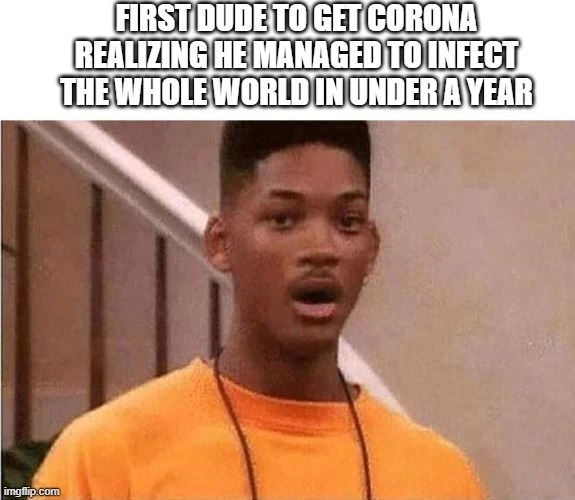 FIRST DUDE TO GET CORONA
REALIZING HE MANAGED TO INFECT
THE WHOLE WORLD IN UNDER A YEAR
imgflip.com